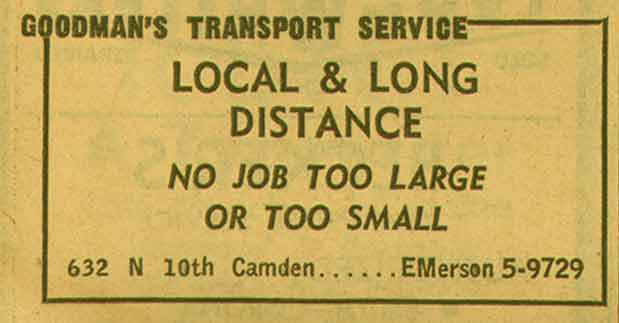 GOODMAN'S TRANSPORT SERVICE
LOCAL & LONG
DISTANCE
NO JOB TOO LARGE
OR TOO SMALL
632 N 10th Camden......EMerson 5-9729